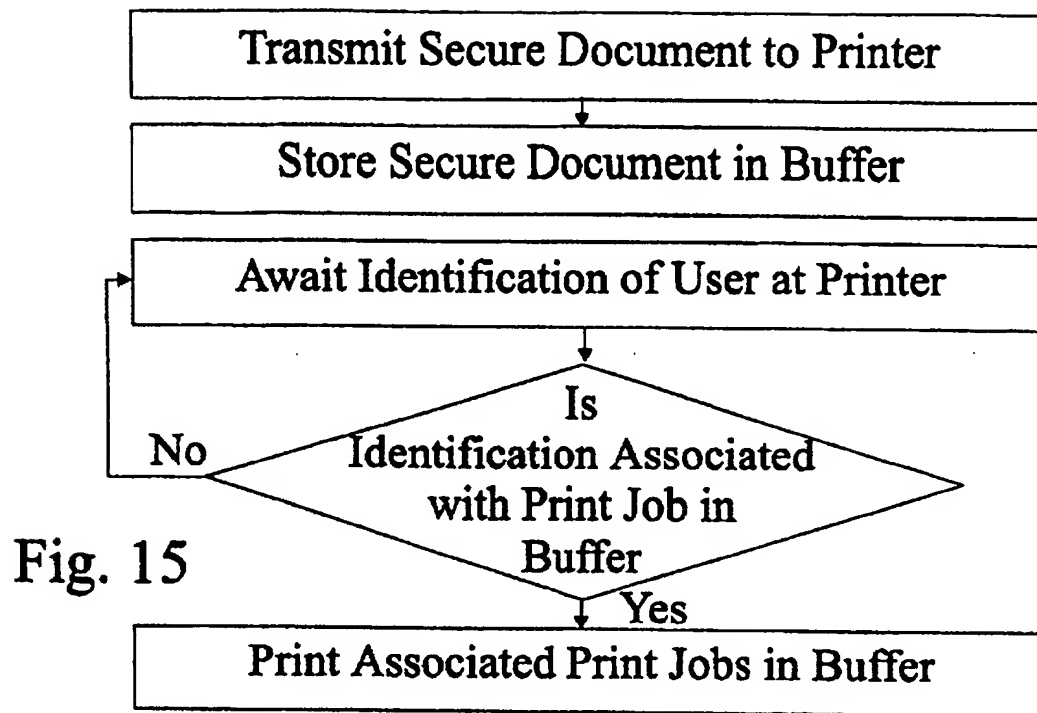 Transmit Secure Document to Printer
Store Secure Document in Buffer
Await Identification of User at Printer
Is
Identification Associated
with Print Job in
Buffer
No
Yes
Fig. 15
Print Associated Print Jobs in Buffer